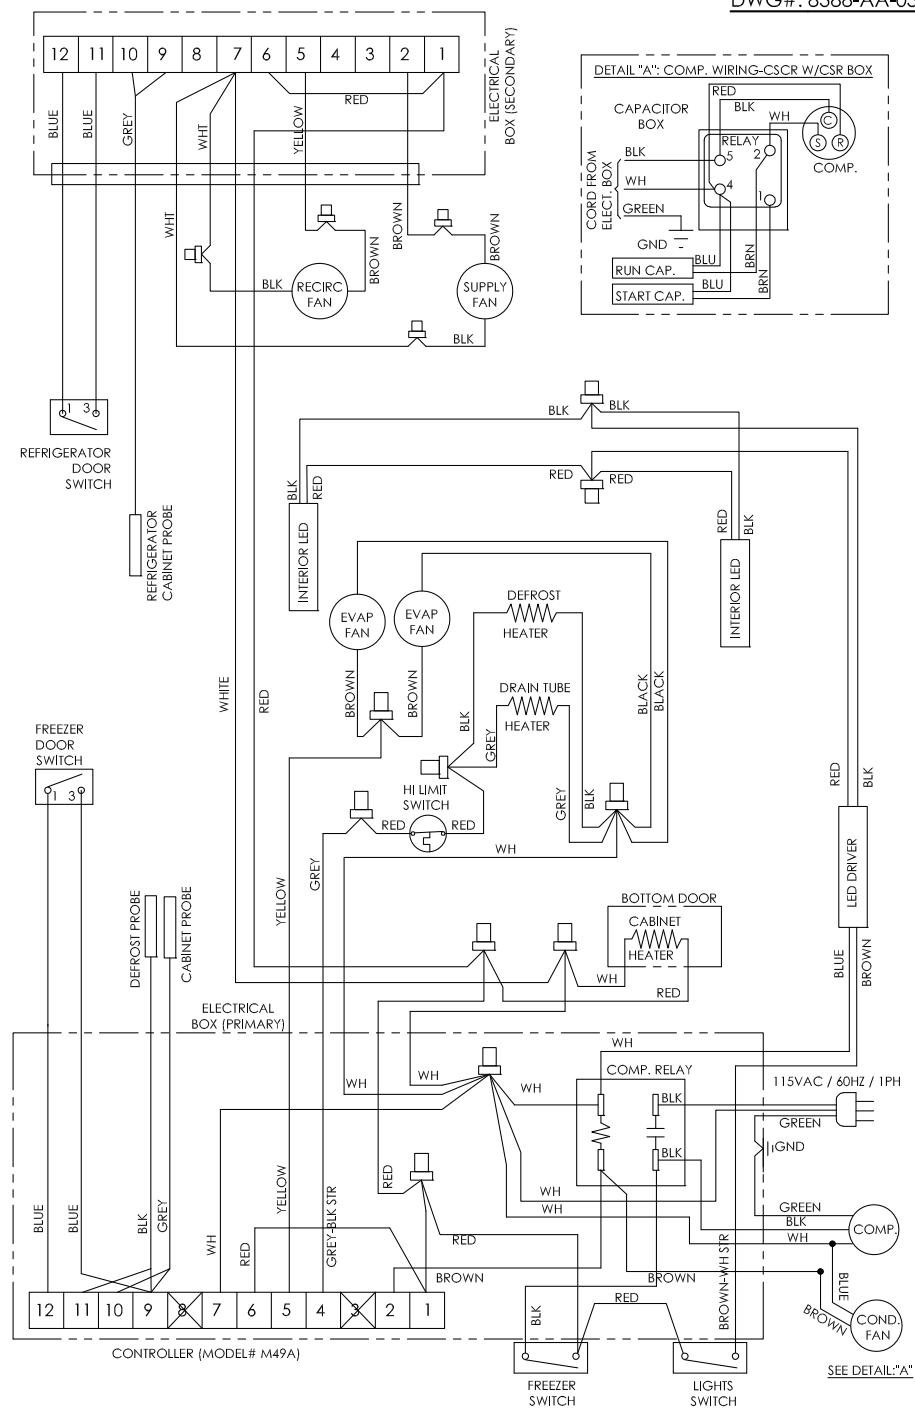 DWG#: 8388-AA-03
12 11 10 9 8 7 6 5 4 3 2 1
ELECTRICAL
BOX (SECONDARY)
BLUE
BLUE
GREY
WHT
YELLOW
RED
WHT
BROWN
BROWN
BROWN
BLK
RECIRC
FAN
SUPPLY
FAN
BLK
DETAIL "A": COMP. WIRING-CSCR W/CSR BOX
RED
BLK
CAPACITOR
BOX
WH
C
S
R
COMP.
RELAY
5
2
4
1
CORD FROM
ELECT. BOX
BLK
WH
GREEN
GND
BLU
BRN
RUN CAP.
BLU
BRN
START CAP.
1 3
REFRIGERATOR
DOOR
SWITCH
REFRIGERATOR
CABINET PROBE
BLK
BLK
RED
RED
BLK
RED
INTERIOR LED
RED
BLK
INTERIOR LED
EVAP
FAN
EVAP
FAN
DEFROST
HEATER
DRAIN TUBE
HEATER
BROWN
BROWN
BLK
GREY
BLACK
BLACK
WHITE
RED
FREEZER
DOOR
SWITCH
1 3
HI LIMIT
SWITCH
RED
RED
GREY
BLK
WH
RED
BLK
LED DRIVER
GREY
YELLOW
DEFROST PROBE
CABINET PROBE
BOTTOM DOOR
CABINET
HEATER
WH
RED
BLUE
BROWN
ELECTRICAL
BOX (PRIMARY)
WH
WH
WH
WH
COMP. RELAY
BLK
BLK
115VAC / 60HZ / 1PH
GREEN
GND
WH
WH
GREEN
BLK
WH
COMP.
BLUE
BROWN
COND.
FAN
SEE DETAIL:"A"
BLUE
BLUE
BLK
GREY
WH
RED
YELLOW
GREY-BLK STR
RED
RED
BROWN
BROWN
BROWN-WH STR
BLK
RED
12 11 10 9 8 7 6 5 4 3 2 1
CONTROLLER (MODEL# M49A)
FREEZER
SWITCH
LIGHTS
SWITCH